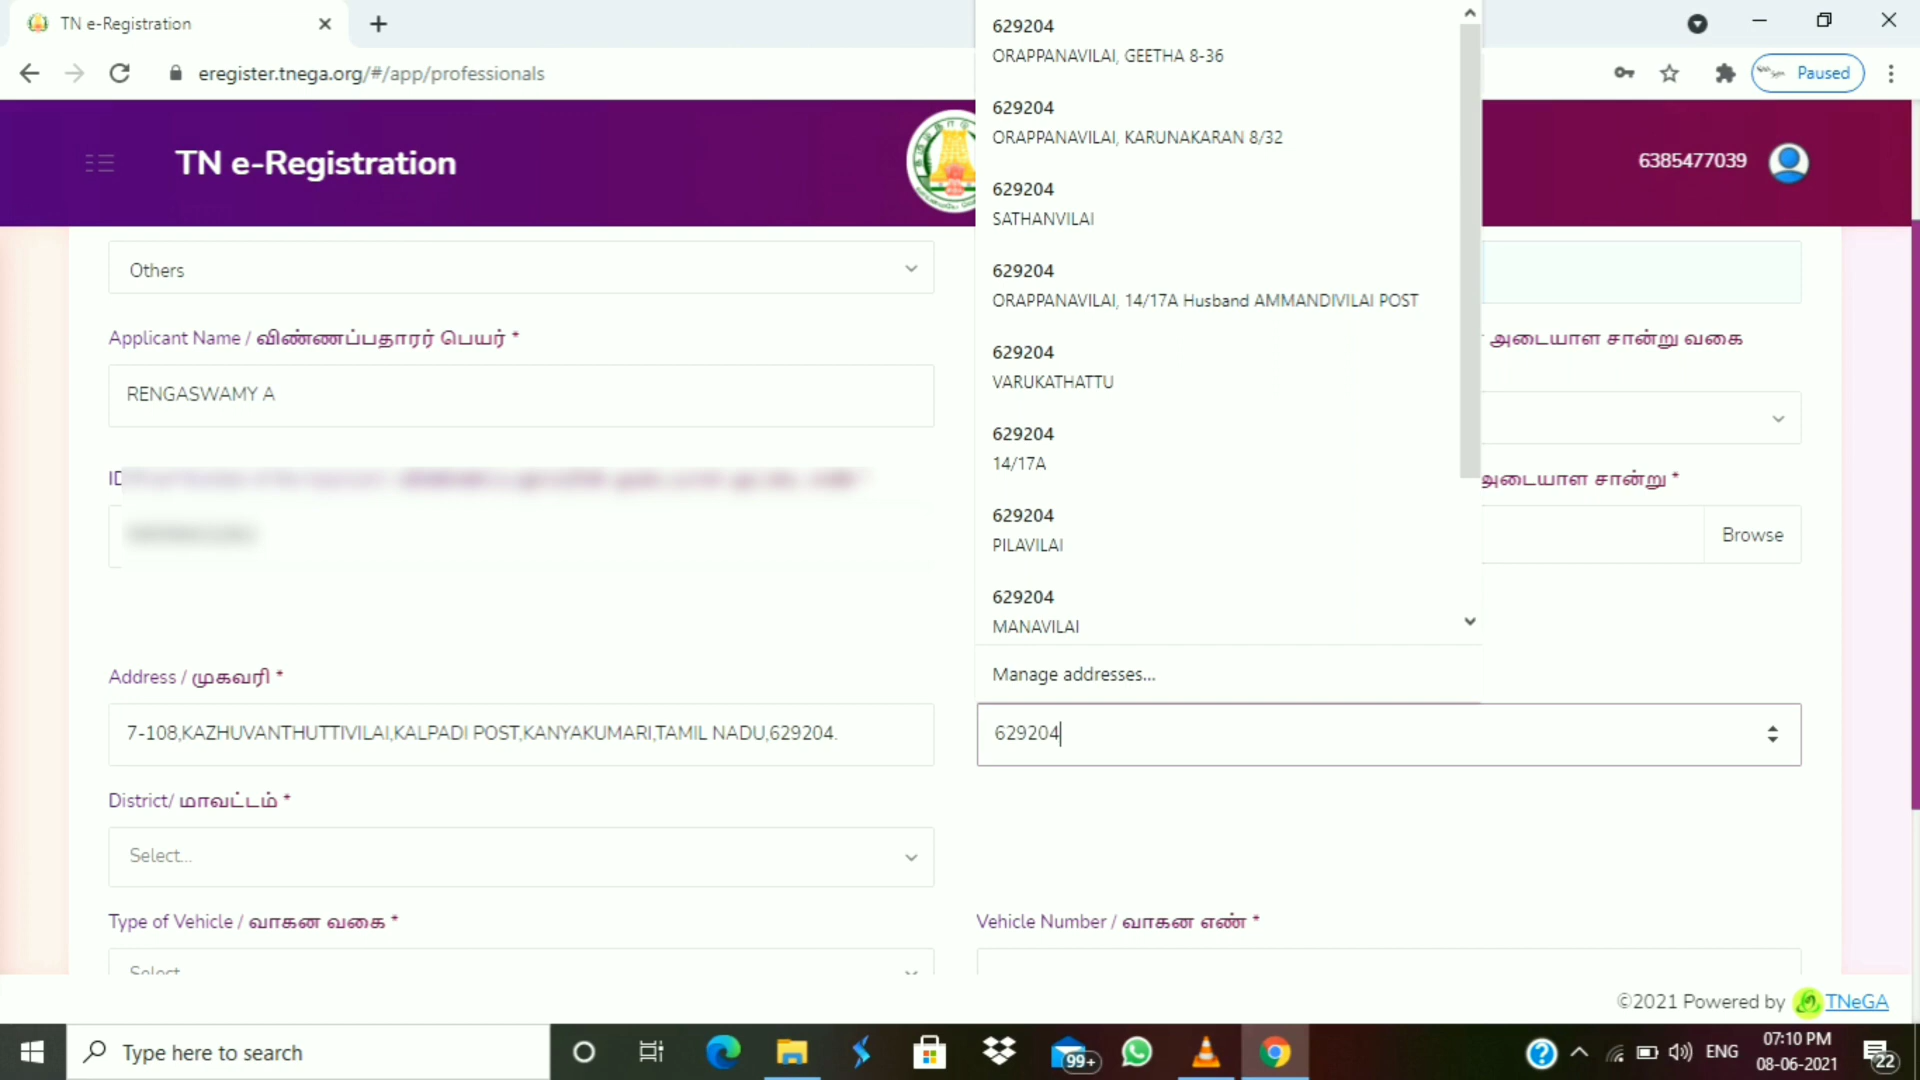 TN e-Registration
eregister.tnega.org/#/app/professionals
Paused
TN e-Registration
6385477039
629204
ORAPPANAVILAI, GEETHA 8-36
629204
ORAPPANAVILAI, KARUNAKARAN 8/32
629204
SATHANVILAI
629204
ORAPPANAVILAI, 14/17A Husband AMMANDIVILAI POST
629204
VARUKATHATTU
629204
14/17A
629204
PILAVILAI
629204
MANAVILAI
Manage addresses...
Others
Applicant Name / விண்ணப்பதாரர் பெயர் *
அடையாள சான்று வகை
RENGASWAMY A
ID
அடையாள சான்று *
Browse
Address / முகவரி *
7-108,KAZHUVANTHUTTIVILAI,KALPADI POST,KANYAKUMARI,TAMIL NADU,629204.
629204
District/ மாவட்டம் *
Select...
Type of Vehicle / வாகன வகை *
Vehicle Number / வாகன எண் *
Select
©2021 Powered by TNeGA
Type here to search
99+
ENG
07:10 PM
08-06-2021
22